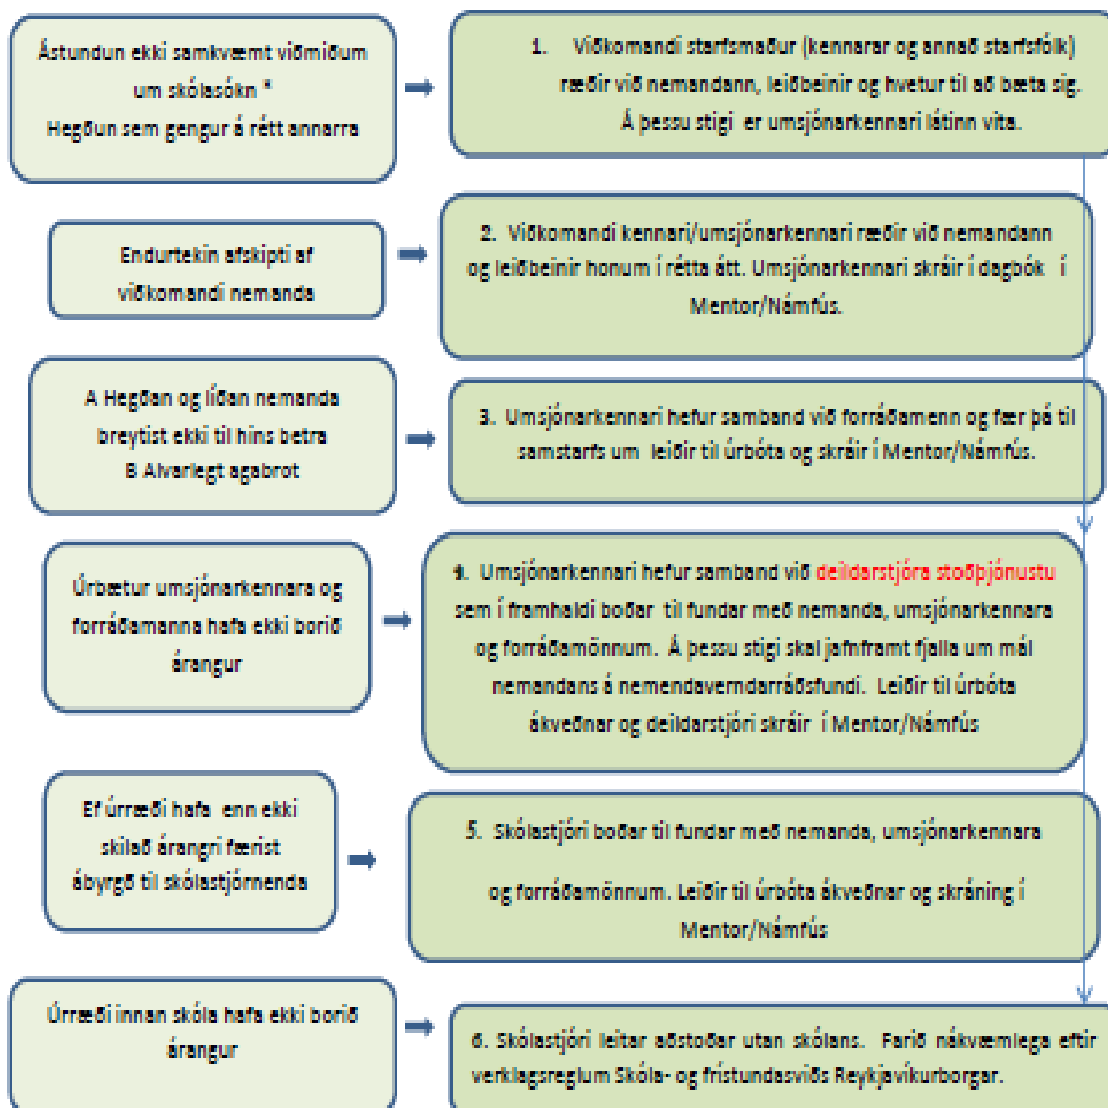 Ástundun ekki samkvæmt viðmiðum
um skólasókn *
Hegðun sem gengur á rétt annarra
1. Viðkomandi starfsmaður (kennarar og annað starfsfólk)
ræðir við nemandann, leiðbeinir og hvetur til að bæta sig.
Á þessu stigi er umsjónarkennari látinn vita.
Endurtekin afskipti af
viðkomandi nemanda
2. Viðkomandi kennari/umsjónarkennari ræðir við nemandann
og leiðbeinir honum í rétta átt. Umsjónarkennari skráir í dagbók í
Mentor/Námfús.
A Hegðan og líðan nemanda
breytist ekki til hins betra
B Alvarlegt agabrot
3. Umsjónarkennari hefur samband við forráðamenn og fær þá til
samstarfs um leiðir til úrbóta og skráir í Mentor/Námfús.
Úrbætur umsjónarkennara og
forráðamanna hafa ekki borið
árangur
4. Umsjónarkennari hefur samband við deildarstjóra stoðþjónustu
sem í framhaldi boðar til fundar með nemanda, umsjónarkennara
og forráðamönnum. Á þessu stigi skal jafnframt fjalla um mál
nemandans á nemendaverndarráðsfundi. Leiðir til úrbóta
ákveðnar og deildarstjóri skráir í Mentor/Námfús
Ef úrræði hafa enn ekki
skilað árangri færist
ábyrgð til skólastjórnenda
5. Skólastjóri boðar til fundar með nemanda, umsjónarkennara
og forráðamönnum. Leiðir til úrbóta ákveðnar og skráning í
Mentor/Námfús
Úrræði innan skóla hafa ekki borið
árangur
6. Skólastjóri leitar aðstoðar utan skólans. Farið nákvæmlega eftir
verklagsreglum Skóla- og frístundasviðs Reykjavíkurborgar.